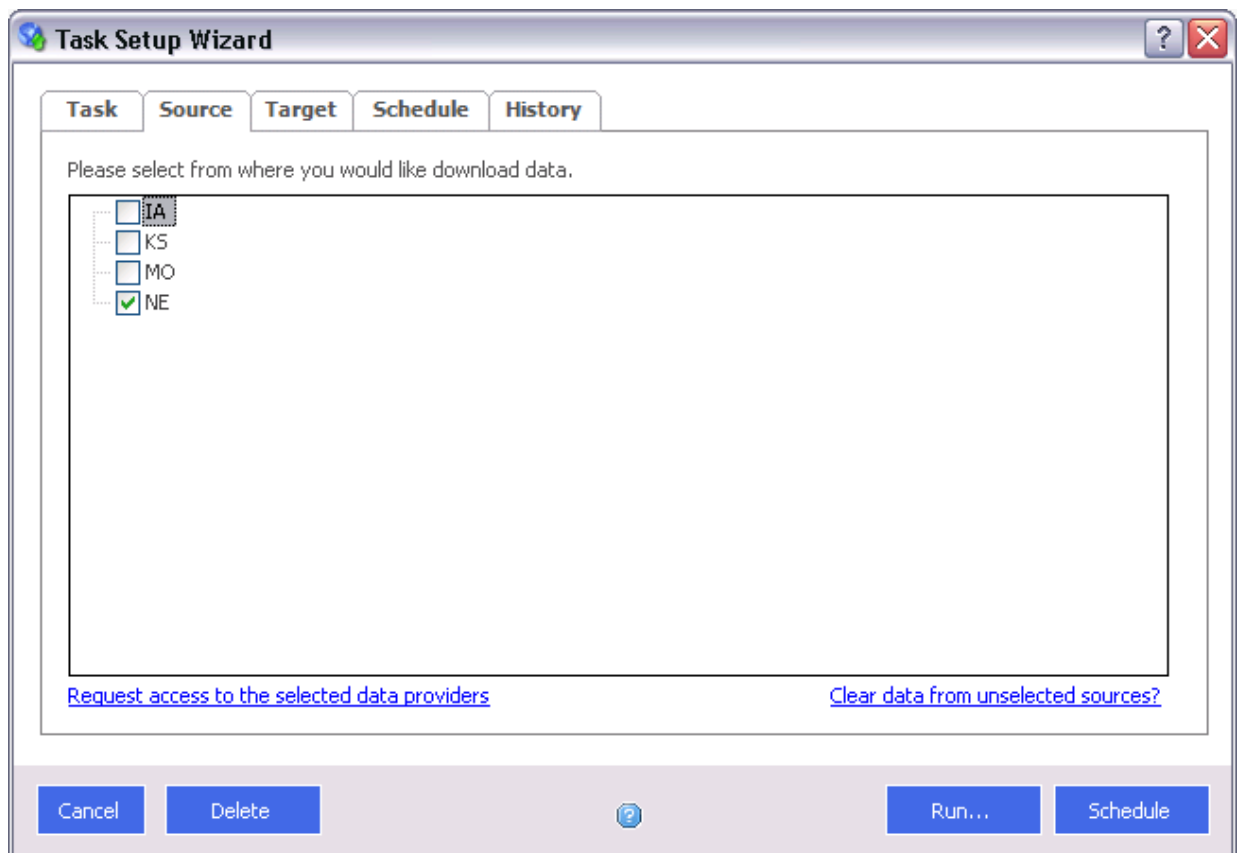 Task Setup Wizard
Task Source Target Schedule History
Please select from where you would like download data.
IA
KS
MO
NE
Request access to the selected data providers Clear data from unselected sources?
Cancel Delete ? Run... Schedule